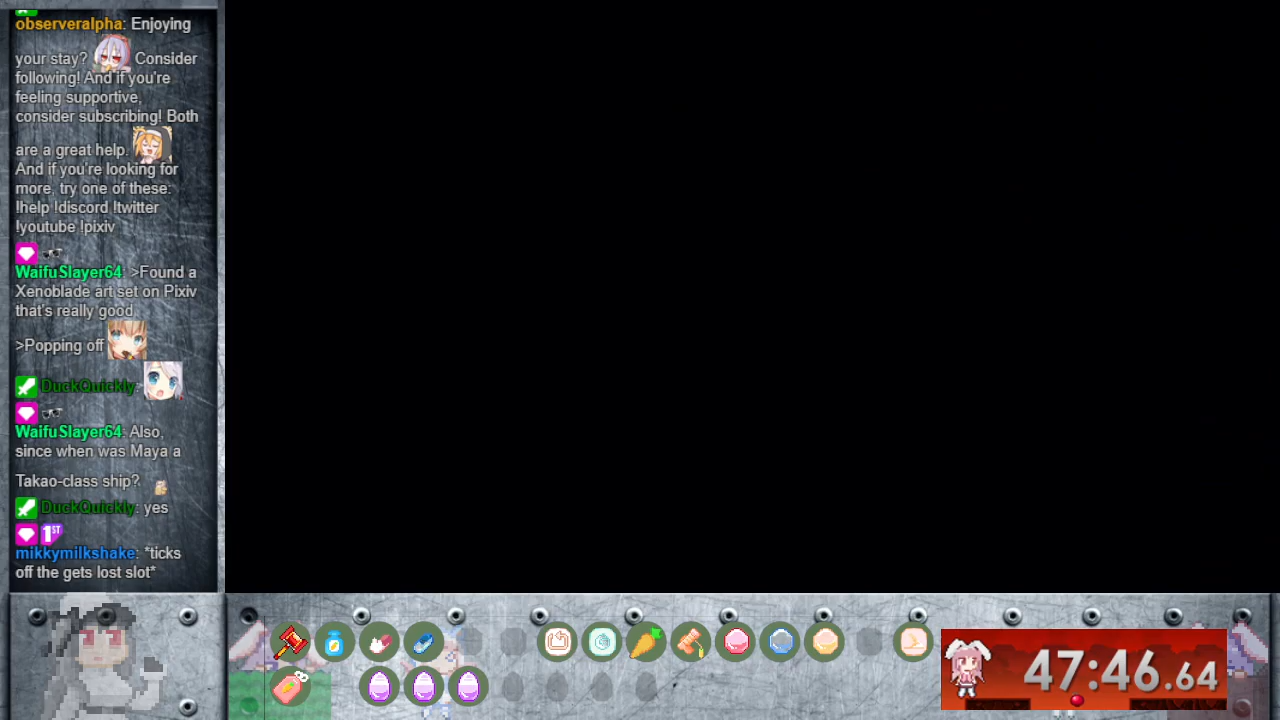 observeralpha: Enjoying
your stay? Consider
following! And if you're
feeling supportive,
consider subscribing! Both
are a great help.
And if you're looking for
more, try one of these:
!help !discord !twitter
!youtube !pixiv
WaifuSlayer64: >Found a
Xenoblade art set on Pixiv
that's really good
>Popping off
DuckQuickly:
WaifuSlayer64: Also,
since when was Maya a
Takao-class ship?
DuckQuickly: yes
1ST
mikkymilkshake: *ticks
off the gets lost slot*
47:46.64